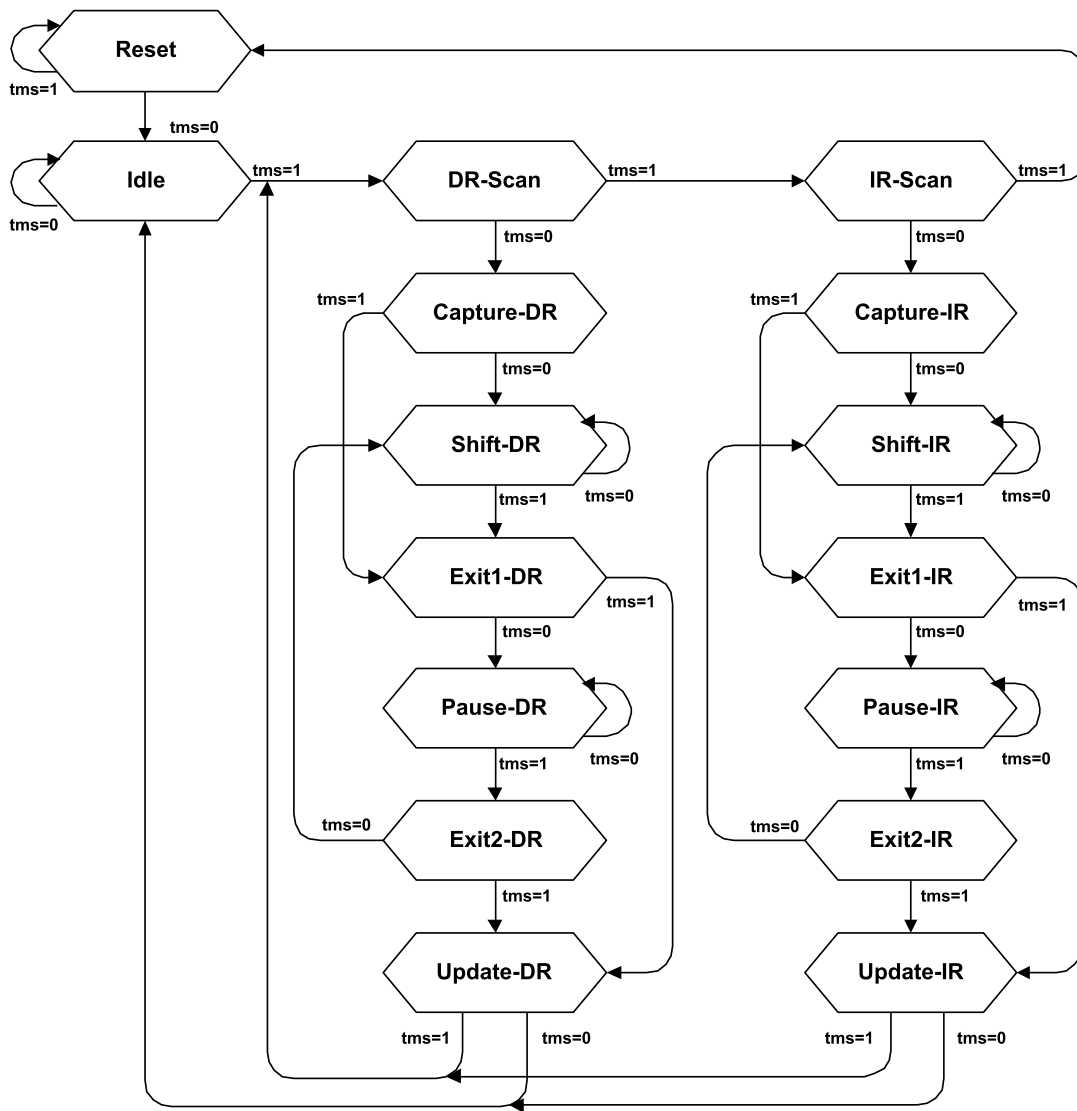 Reset
tms=1
tms=0
Idle
tms=1
DR-Scan
tms=1
IR-Scan
tms=1
tms=0
tms=0
tms=0
tms=1
Capture-DR
tms=1
Capture-IR
tms=0
tms=0
Shift-DR
Shift-IR
tms=1
tms=0
tms=1
tms=0
Exit1-DR
Exit1-IR
tms=1
tms=1
tms=0
tms=0
Pause-DR
Pause-IR
tms=1
tms=0
tms=1
tms=0
tms=0
Exit2-DR
tms=0
Exit2-IR
tms=1
tms=1
Update-DR
Update-IR
tms=1
tms=0
tms=1
tms=0